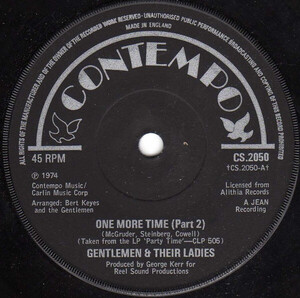 ALL RIGHTS OF THE MANUFACTURER AND OF THE OWNER OF THE RECORDED WORK RESERVED · UNAUTHORISED PUBLIC PERFORMANCE BROADCASTING AND COPYING OF THIS RECORD PROHIBITED
MADE IN ENGLAND
CONTEMPO
45 RPM
CS.2050
†CS.2050-A†
℗ 1974
Contempo Music/
Carlin Music Corp
Arranged: Bert Keyes
and the Gentlemen
Licensed from
Alithia Records
A JEAN
Recording
ONE MORE TIME (Part 2)
(McGruder, Steinberg, Cowell)
(Taken from the LP 'Party Time'—CLP 506)
GENTLEMEN & THEIR LADIES
Produced by George Kerr for
Reel Sound Productions